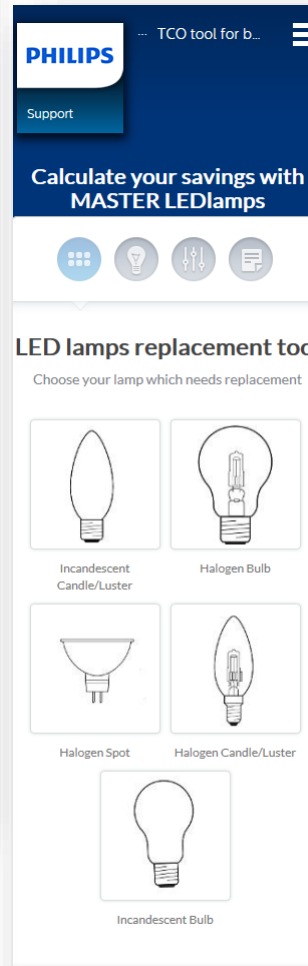 PHILIPS
... TCO tool for b...
Support
Calculate your savings with
MASTER LEDlamps
LED lamps replacement too
Choose your lamp which needs replacement
Incandescent
Candle/Luster
Halogen Bulb
Halogen Spot
Halogen Candle/Luster
Incandescent Bulb